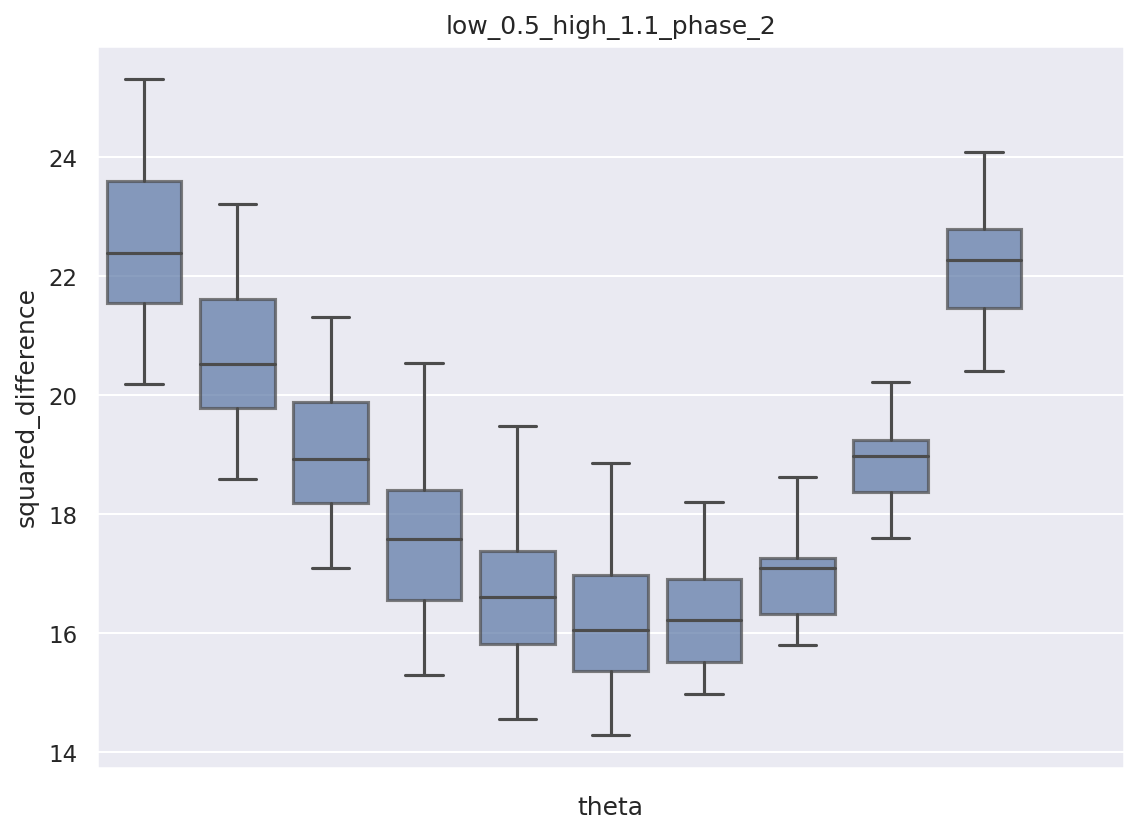 low_0.5_high_1.1_phase_2
squared_difference
24
22
20
18
16
14
theta